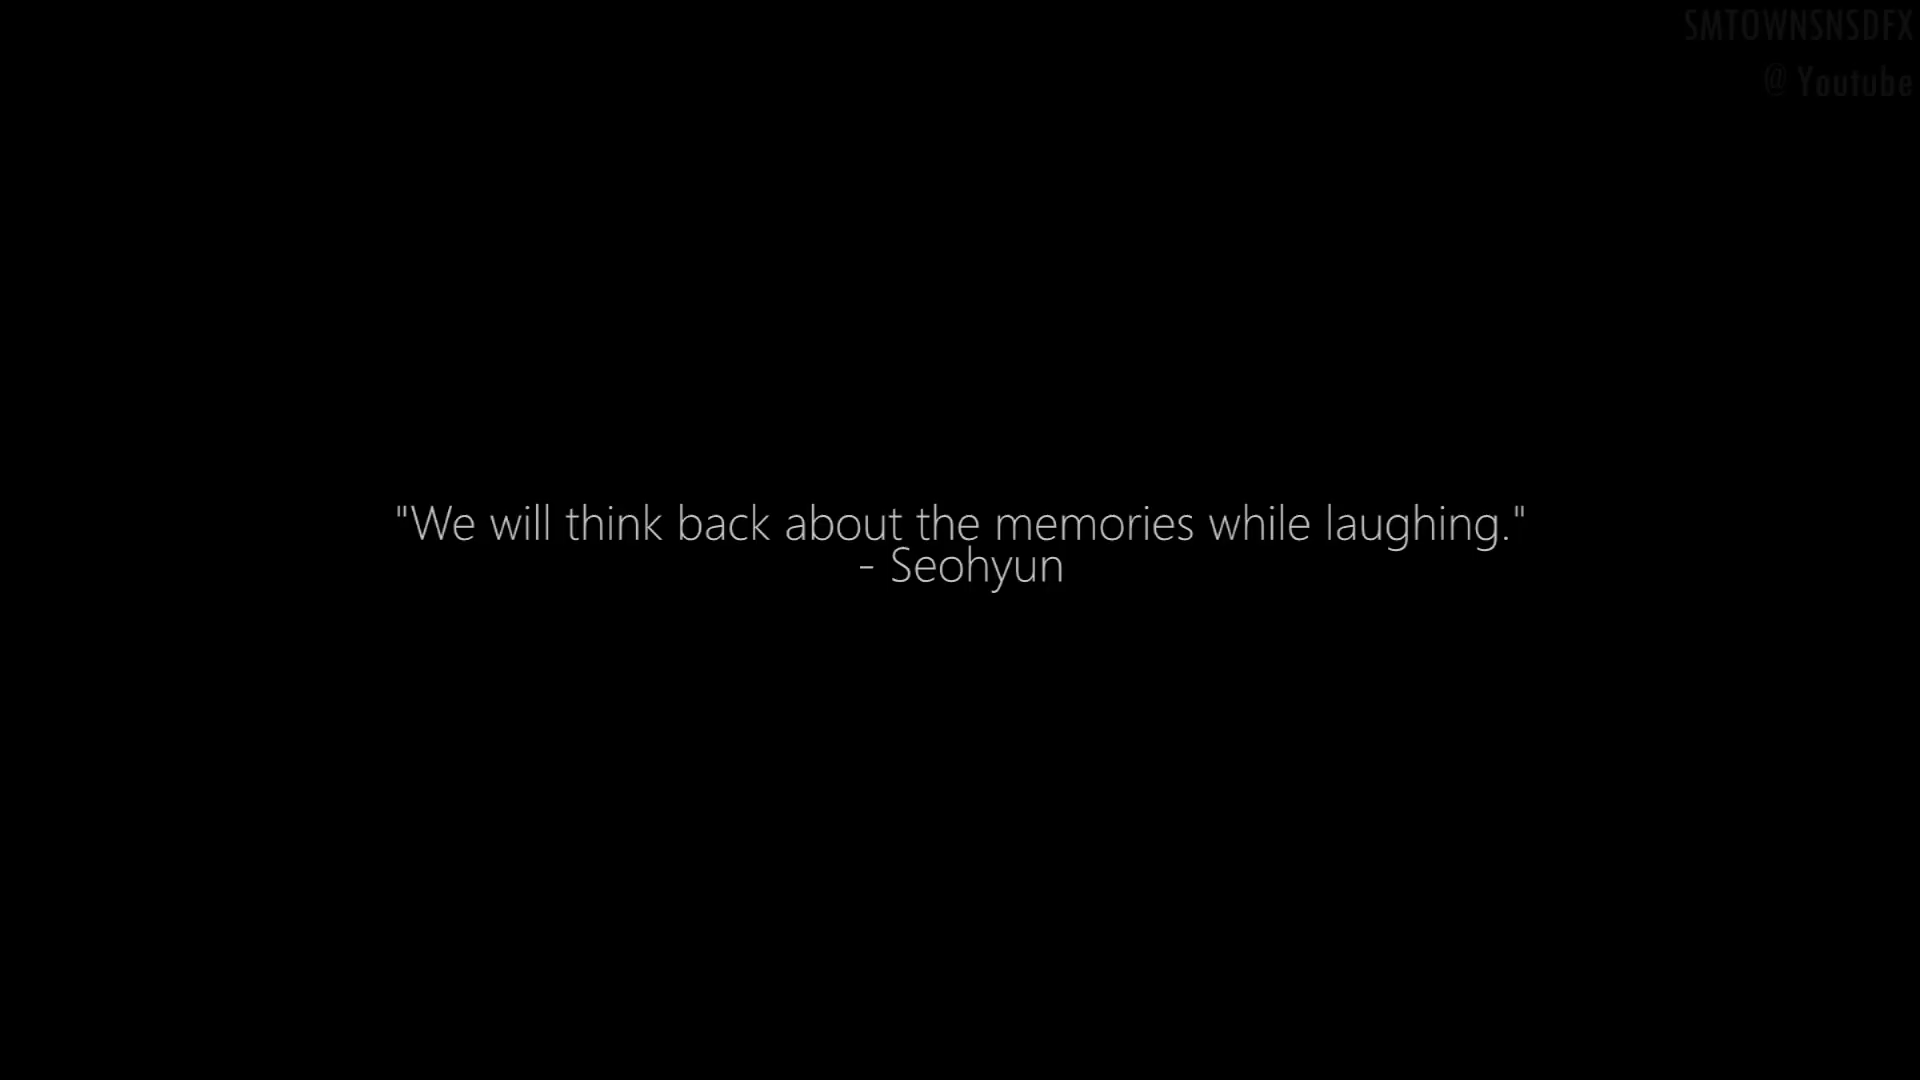 SMTOWNSNSDFX
@ Youtube
"We will think back about the memories while laughing."
- Seohyun